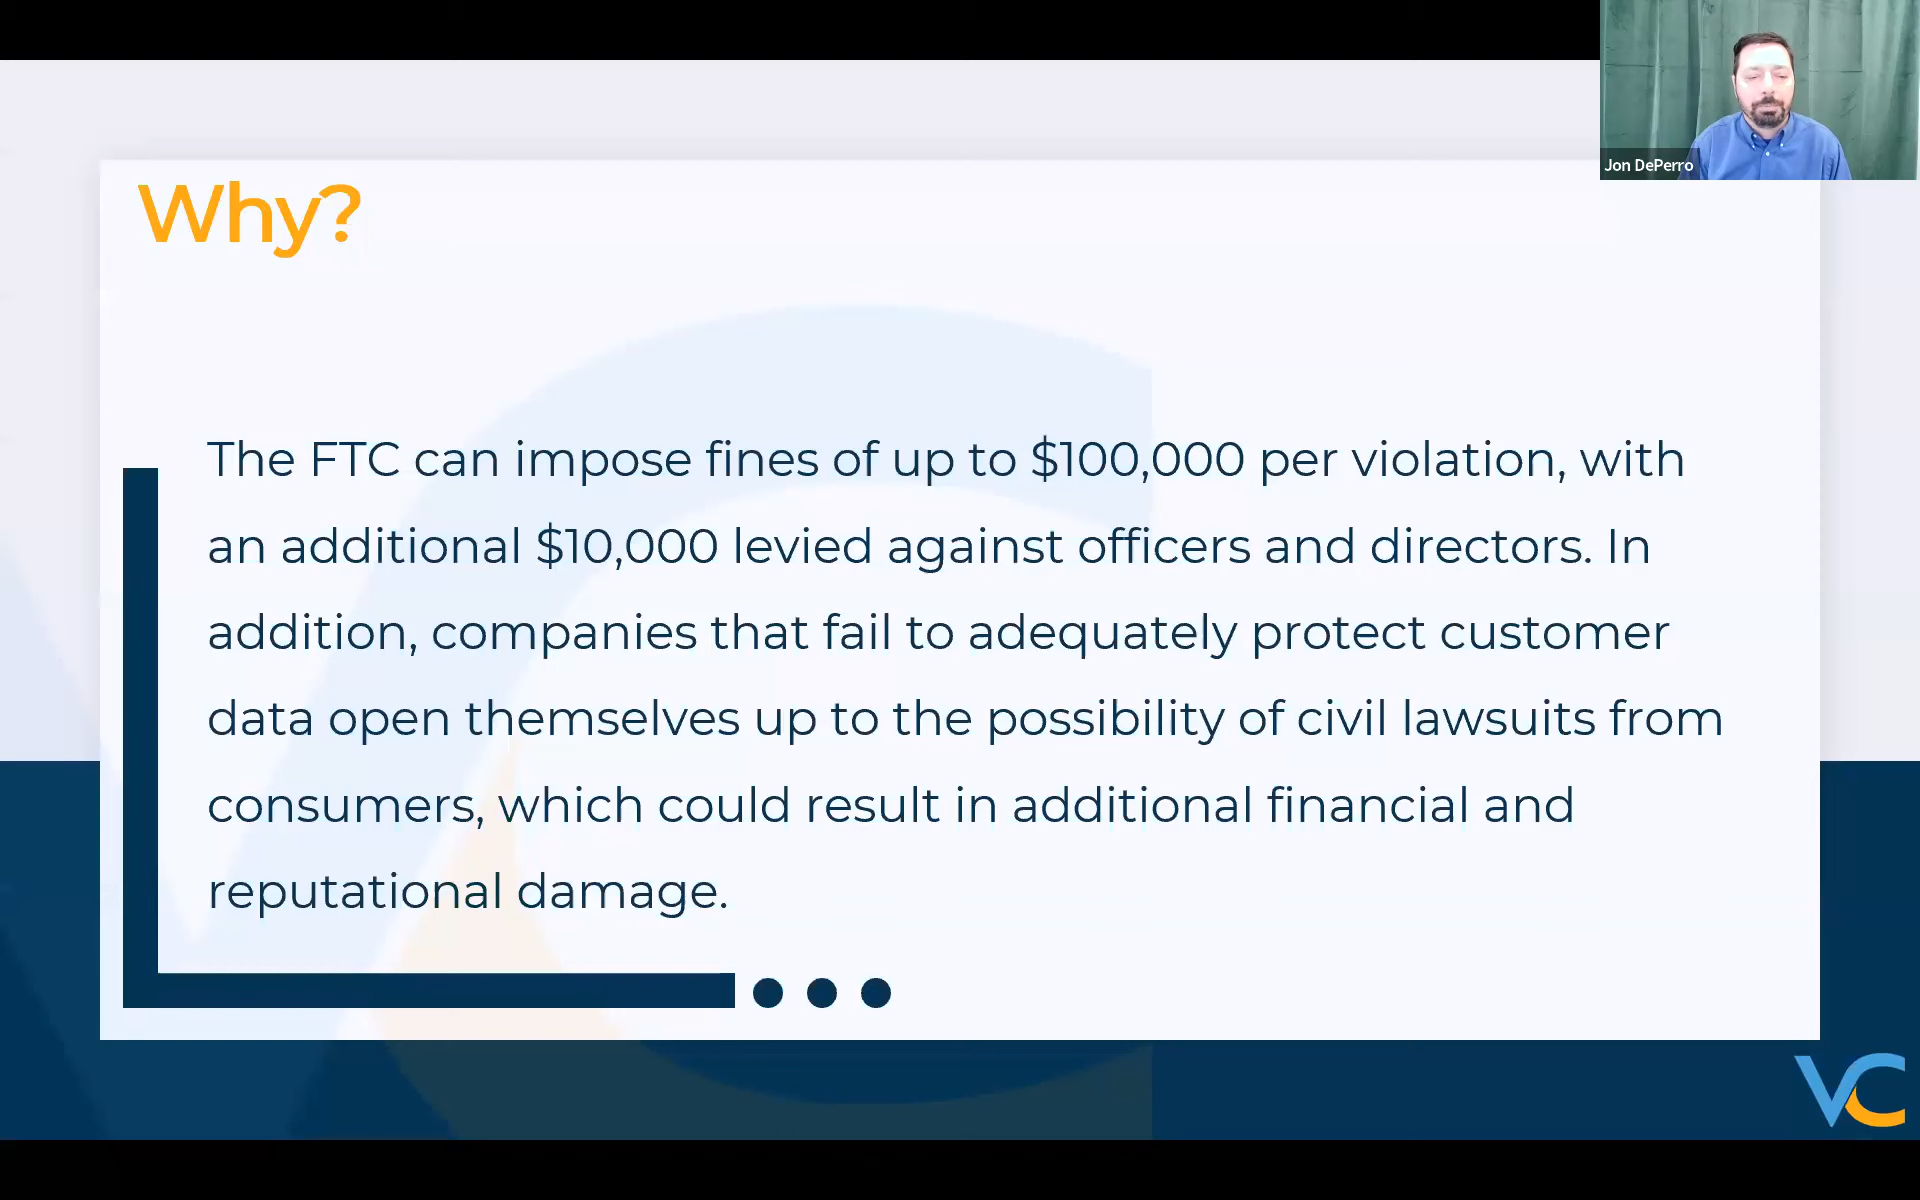 Jon DePerro
Why?
The FTC can impose fines of up to $100,000 per violation, with
an additional $10,000 levied against officers and directors. In
addition, companies that fail to adequately protect customer
data open themselves up to the possibility of civil lawsuits from
consumers, which could result in additional financial and
reputational damage.
VC